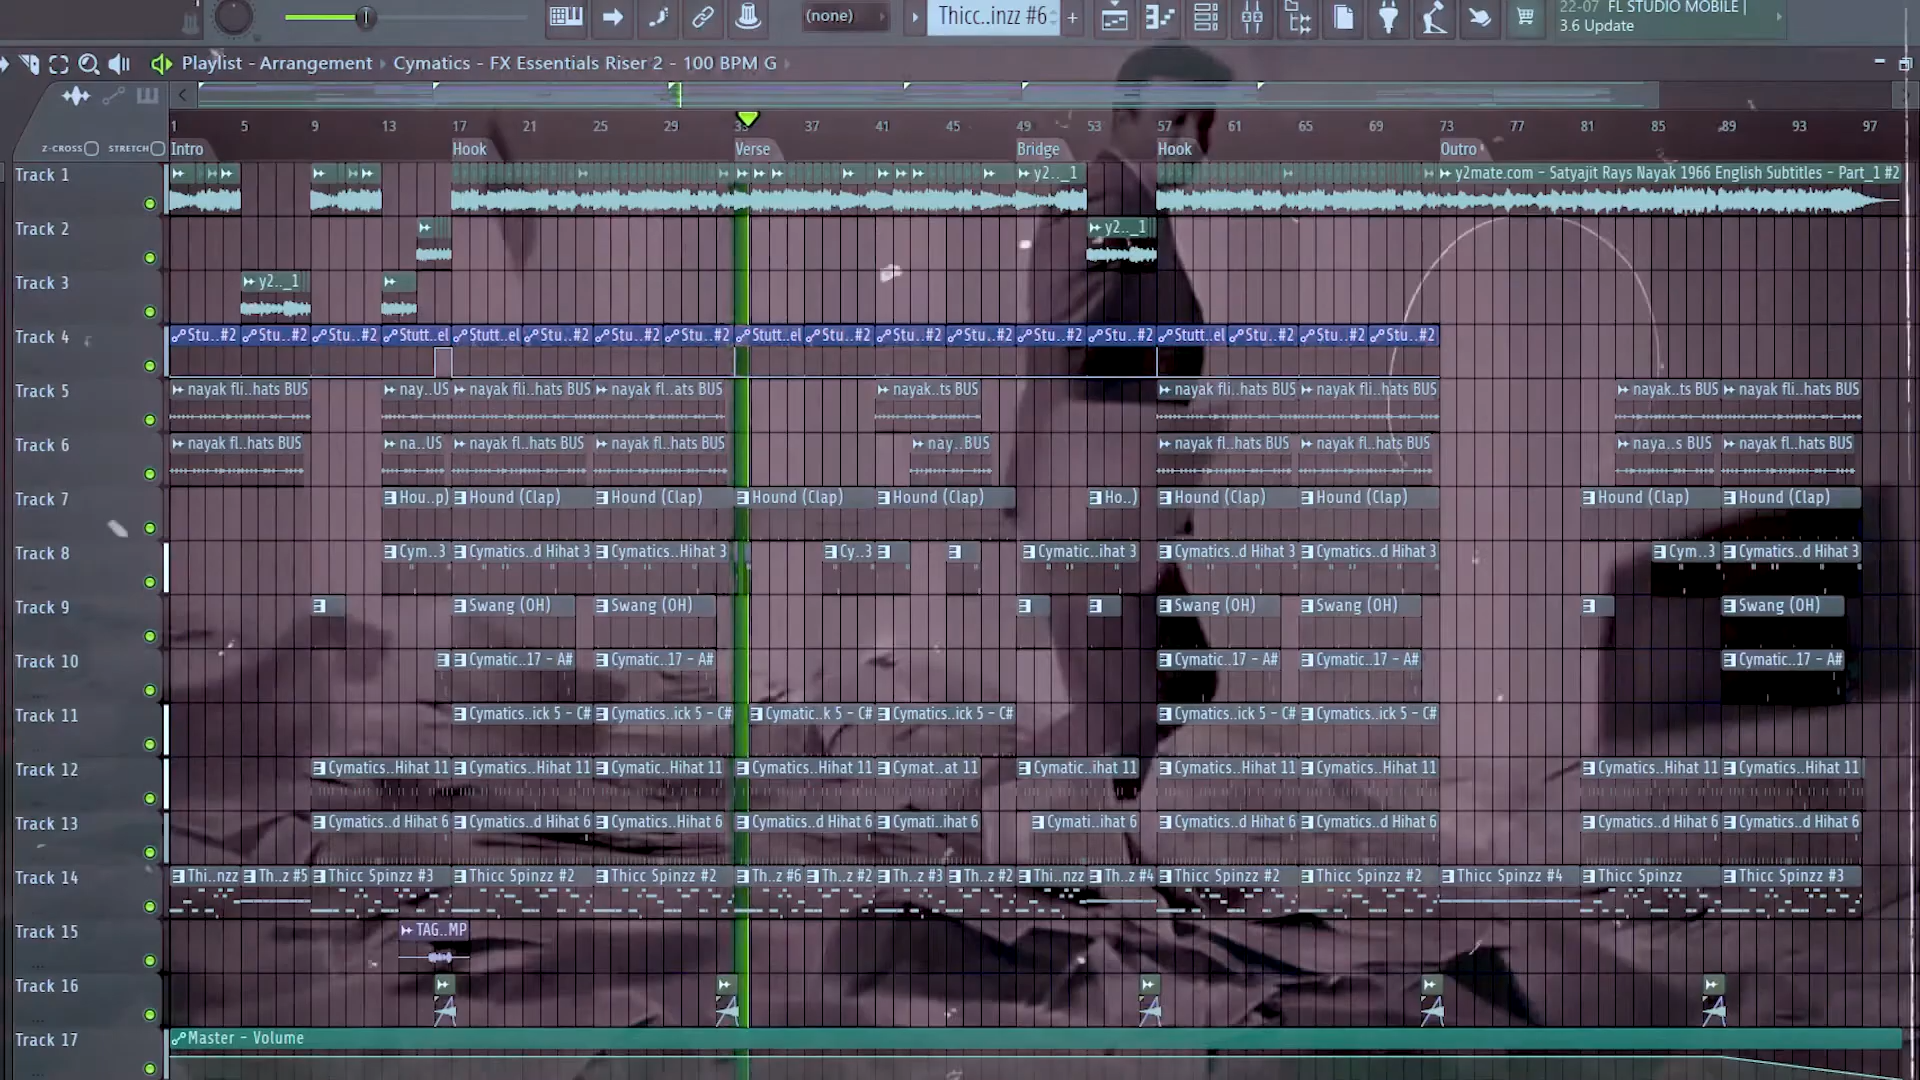 (none) Thicc..inzz #6 22-07 FL STUDIO MOBILE |
3.6 Update
Playlist - Arrangement › Cymatics - FX Essentials Riser 2 - 100 BPM G
1 5 9 13 17 21 25 29 33 37 41 45 49 53 57 61 65 69 73 77 81 85 89 93 97
Z-CROSS STRETCH Intro Hook Verse Bridge Hook Outro
Track 1 y2.._1 y2mate.com - Satyajit Rays Nayak 1966 English Subtitles - Part_1 #2
Track 2 y2.._1
Track 3 y2.._1
Track 4 Stu..#2 Stu..#2 Stu..#2 Stutt..el Stutt..el Stu..#2 Stu..#2 Stu..#2 Stutt..el Stu..#2 Stu..#2 Stu..#2 Stu..#2 Stu..#2 Stutt..el Stu..#2 Stu..#2 Stu..#2
Track 5 nayak fli..hats BUS nay..US nayak fli..hats BUS nayak fl..ats BUS nayak..ts BUS nayak fli..hats BUS nayak fli..hats BUS nayak..ts BUS nayak fl..hats BUS
Track 6 nayak fl..hats BUS na..US nayak fl..hats BUS nayak fl..hats BUS nay..BUS nayak fl..hats BUS nayak fl..hats BUS naya..s BUS nayak fl..hats BUS
Track 7 Hou..p) Hound (Clap) Hound (Clap) Hound (Clap) Hound (Clap) Ho..) Hound (Clap) Hound (Clap) Hound (Clap) Hound (Clap)
Track 8 Cym..3 Cymatics..d Hihat 3 Cymatics..Hihat 3 Cy..3 Cymatic..ihat 3 Cymatics..d Hihat 3 Cymatics..d Hihat 3 Cym..3 Cymatics..d Hihat 3
Track 9 Swang (OH) Swang (OH) Swang (OH) Swang (OH) Swang (OH)
Track 10 Cymatic..17 - A# Cymatic..17 - A# Cymatic..17 - A# Cymatic..17 - A# Cymatic..17 - A#
Track 11 Cymatics..ick 5 - C# Cymatics..ick 5 - C# Cymatic..k 5 - C# Cymatics..ick 5 - C# Cymatics..ick 5 - C# Cymatics..ick 5 - C#
Track 12 Cymatics..Hihat 11 Cymatics..Hihat 11 Cymatic..Hihat 11 Cymatics..Hihat 11 Cymat..at 11 Cymatic..ihat 11 Cymatics..Hihat 11 Cymatics..Hihat 11 Cymatics..Hihat 11 Cymatics..Hihat 11
Track 13 Cymatics..d Hihat 6 Cymatics..d Hihat 6 Cymatics..Hihat 6 Cymatics..d Hihat 6 Cymati..ihat 6 Cymati..ihat 6 Cymatics..d Hihat 6 Cymatics..d Hihat 6 Cymatics..d Hihat 6 Cymatics..d Hihat 6
Track 14 Thi..nzz Th..z #5 Thicc Spinzz #3 Thicc Spinzz #2 Thicc Spinzz #2 Th..z #6 Th..z #2 Th..z #3 Th..z #2 Thi..nzz Th..z #4 Thicc Spinzz #2 Thicc Spinzz #2 Thicc Spinzz #4 Thicc Spinzz Thicc Spinzz #3
Track 15 TAG..MP
Track 16
Track 17 Master - Volume